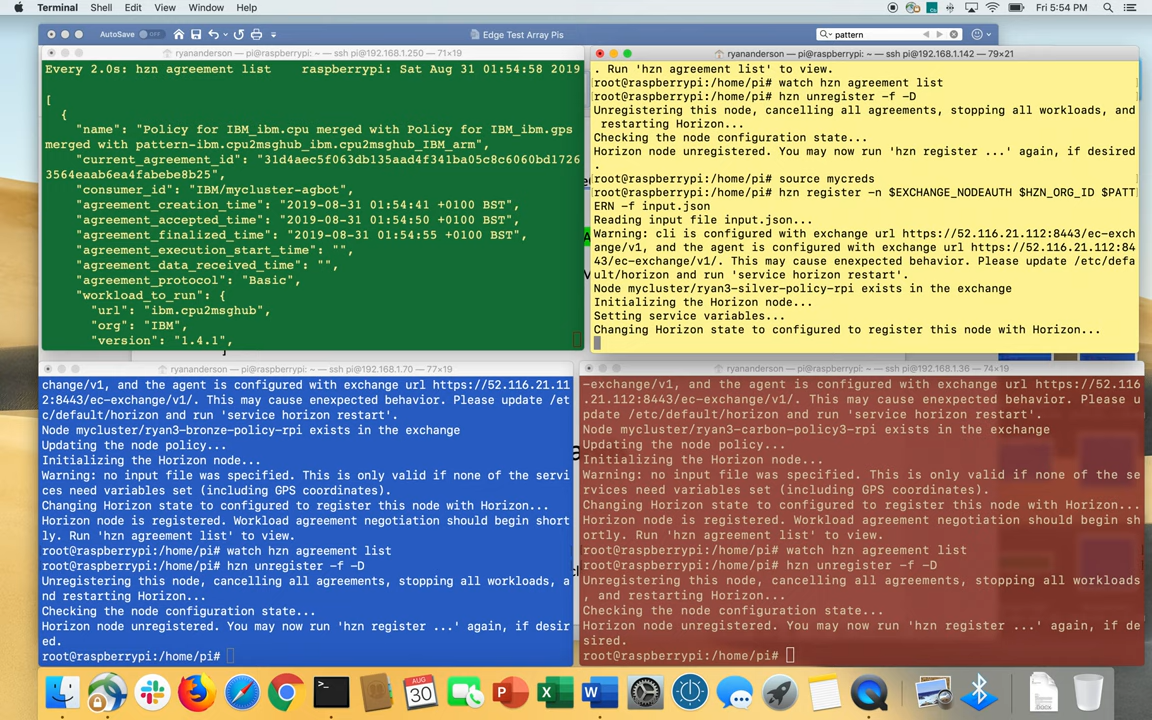 Terminal Shell Edit View Window Help
Fri 5:54 PM
AutoSave OFF
Edge Test Array Pis
pattern
ryananderson — pi@raspberrypi: ~ — ssh pi@192.168.1.250 — 71×19
Every 2.0s: hzn agreement list    raspberrypi: Sat Aug 31 01:54:58 2019
[
{
"name": "Policy for IBM_ibm.cpu merged with Policy for IBM_ibm.gps
merged with pattern-ibm.cpu2msghub_ibm.cpu2msghub_IBM_arm",
"current_agreement_id": "31d4aec5f063db135aad4f341ba05c8c6060bd1726
3564eaab6ea4fabebe8b25",
"consumer_id": "IBM/mycluster-agbot",
"agreement_creation_time": "2019-08-31 01:54:41 +0100 BST",
"agreement_accepted_time": "2019-08-31 01:54:50 +0100 BST",
"agreement_finalized_time": "2019-08-31 01:54:55 +0100 BST",
"agreement_execution_start_time": "",
"agreement_data_received_time": "",
"agreement_protocol": "Basic",
"workload_to_run": {
"url": "ibm.cpu2msghub",
"org": "IBM",
"version": "1.4.1",
ryananderson — pi@raspberrypi: ~ — ssh pi@192.168.1.142 — 79×21
. Run 'hzn agreement list' to view.
root@raspberrypi:/home/pi# watch hzn agreement list
root@raspberrypi:/home/pi# hzn unregister -f -D
Unregistering this node, cancelling all agreements, stopping all workloads, and
restarting Horizon...
Checking the node configuration state...
Horizon node unregistered. You may now run 'hzn register ...' again, if desired
.
root@raspberrypi:/home/pi# source mycreds
root@raspberrypi:/home/pi# hzn register -n $EXCHANGE_NODEAUTH $HZN_ORG_ID $PATT
ERN -f input.json
Reading input file input.json...
Warning: cli is configured with exchange url https://52.116.21.112:8443/ec-exch
ange/v1, and the agent is configured with exchange url https://52.116.21.112:84
43/ec-exchange/v1/. This may cause enexpected behavior. Please update /etc/defa
ult/horizon and run 'service horizon restart'.
Node mycluster/ryan3-silver-policy-rpi exists in the exchange
Initializing the Horizon node...
Setting service variables...
Changing Horizon state to configured to register this node with Horizon...
ryananderson — pi@raspberrypi: ~ — ssh pi@192.168.1.70 — 77×19
change/v1, and the agent is configured with exchange url https://52.116.21.11
2:8443/ec-exchange/v1/. This may cause enexpected behavior. Please update /et
c/default/horizon and run 'service horizon restart'.
Node mycluster/ryan3-bronze-policy-rpi exists in the exchange
Updating the node policy...
Initializing the Horizon node...
Warning: no input file was specified. This is only valid if none of the servi
ces need variables set (including GPS coordinates).
Changing Horizon state to configured to register this node with Horizon...
Horizon node is registered. Workload agreement negotiation should begin short
ly. Run 'hzn agreement list' to view.
root@raspberrypi:/home/pi# watch hzn agreement list
root@raspberrypi:/home/pi# hzn unregister -f -D
Unregistering this node, cancelling all agreements, stopping all workloads, a
nd restarting Horizon...
Checking the node configuration state...
Horizon node unregistered. You may now run 'hzn register ...' again, if desir
ed.
root@raspberrypi:/home/pi#
ryananderson — pi@raspberrypi: ~ — ssh pi@192.168.1.36 — 74×19
-exchange/v1, and the agent is configured with exchange url https://52.116
.21.112:8443/ec-exchange/v1/. This may cause enexpected behavior. Please u
pdate /etc/default/horizon and run 'service horizon restart'.
Node mycluster/ryan3-carbon-policy3-rpi exists in the exchange
Updating the node policy...
Initializing the Horizon node...
Warning: no input file was specified. This is only valid if none of the se
rvices need variables set (including GPS coordinates).
Changing Horizon state to configured to register this node with Horizon...
Horizon node is registered. Workload agreement negotiation should begin sh
ortly. Run 'hzn agreement list' to view.
root@raspberrypi:/home/pi# watch hzn agreement list
root@raspberrypi:/home/pi# hzn unregister -f -D
Unregistering this node, cancelling all agreements, stopping all workloads
, and restarting Horizon...
Checking the node configuration state...
Horizon node unregistered. You may now run 'hzn register ...' again, if de
sired.
root@raspberrypi:/home/pi#
AUG
30